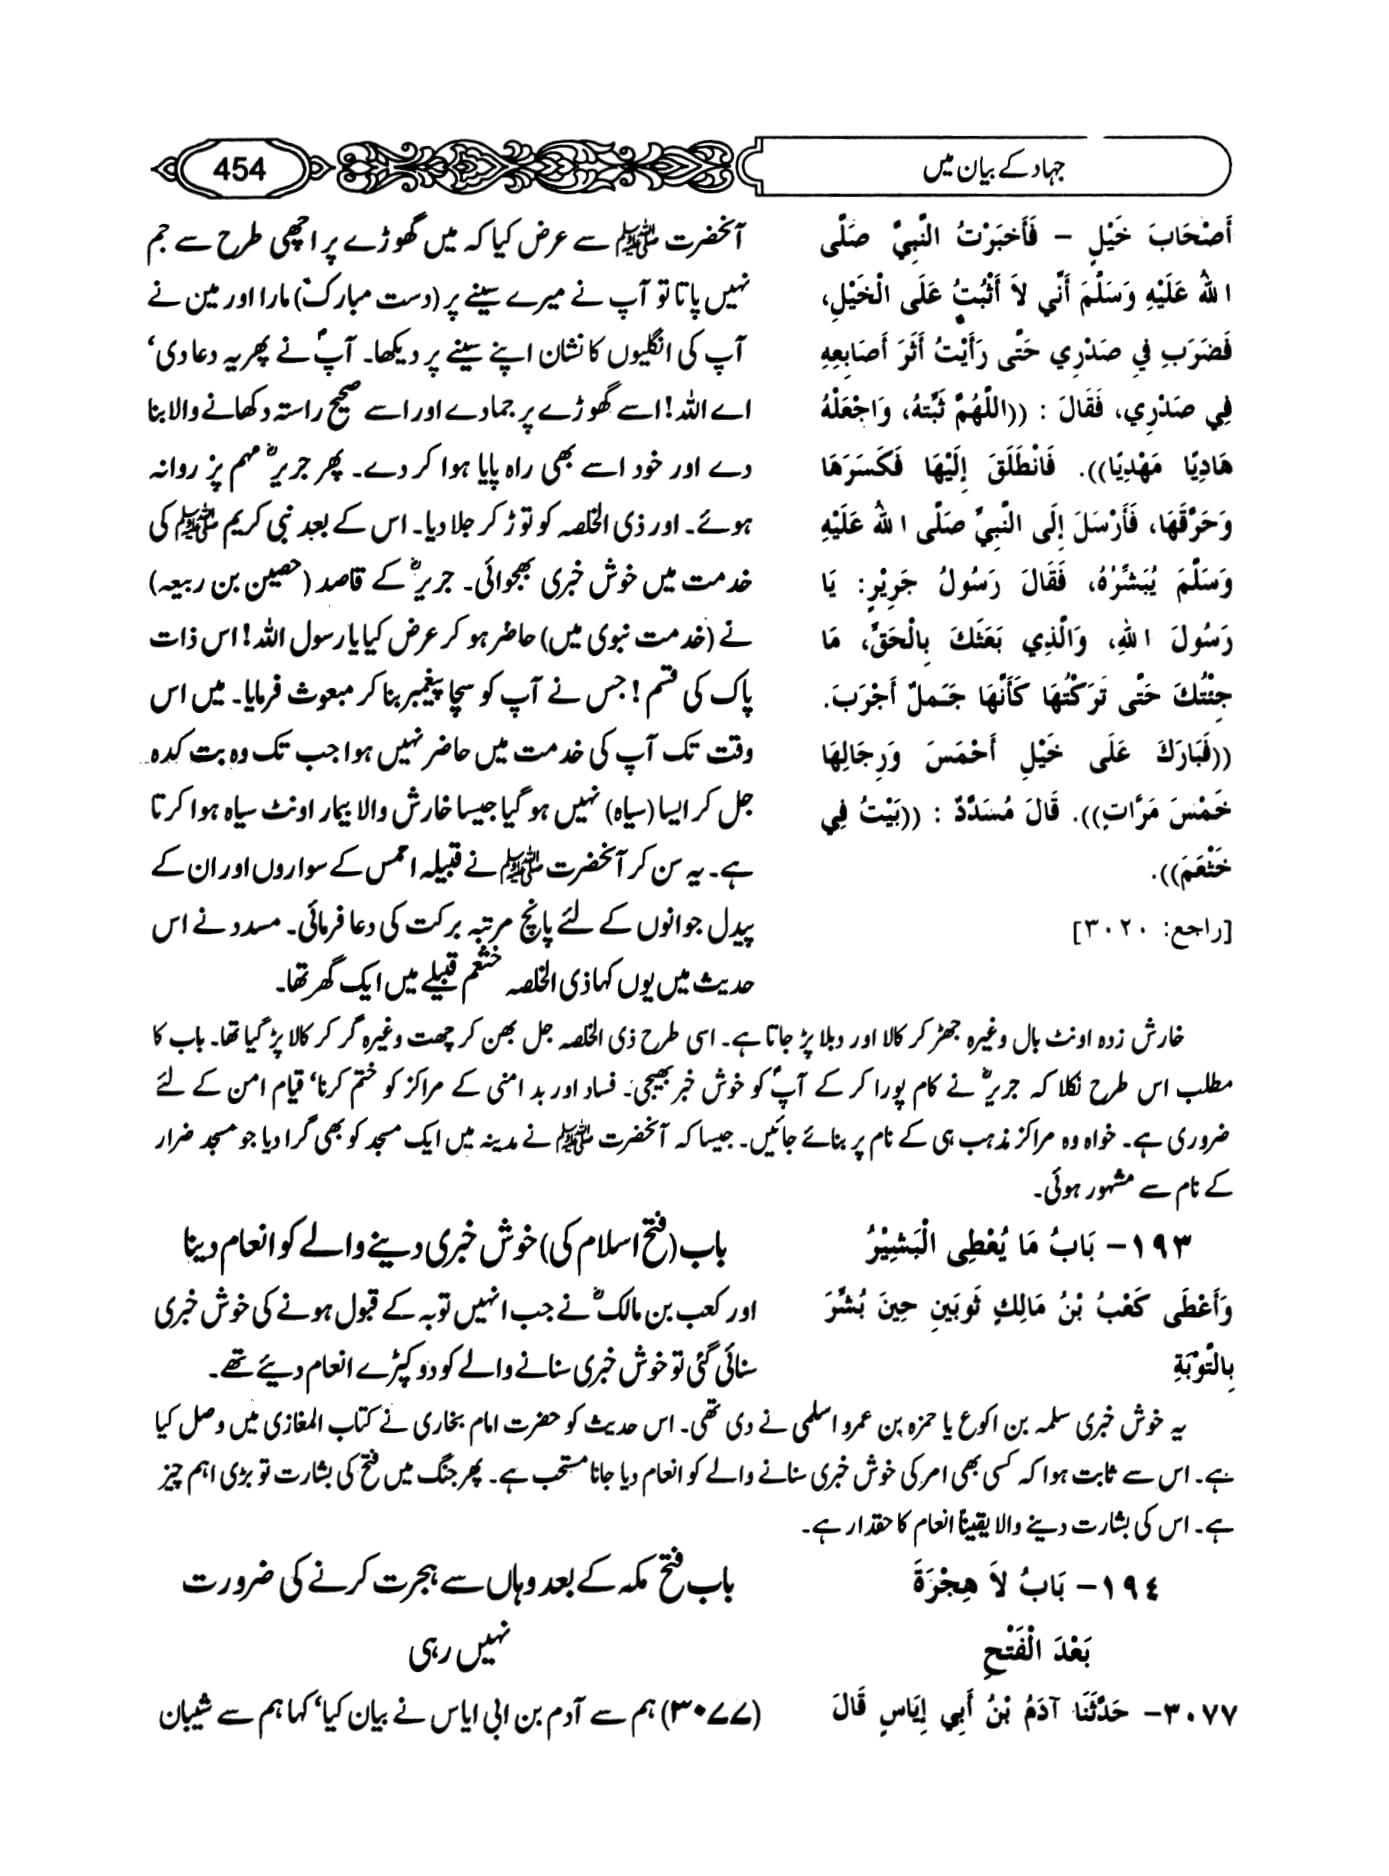 جہاد کے بیان میں
454
أَصْحَابَ خَيْلٍ – فَأَخْبَرْتُ النَّبِيَّ صَلَّى
ا للهُ عَلَيْهِ وَسَلَّمَ أَنِّي لاَ أَثْبُتُ عَلَى الْخَيْلِ،
فَضَرَبَ فِي صَدْرِي حَتَّى رَأَيْتُ أَثَرَ أَصَابِعِهِ
فِي صَدْرِي، فَقَالَ : ((اللَّهُمَّ ثَبِّتهُ، وَاجْعَلْهُ
هَادِيًا مَهْدِيًا)). فَانْطَلَقَ إِلَيْهَا فَكَسَرَهَا
وَحَرَّقَهَا، فَأَرْسَلَ إِلَى النَّبِيِّ صَلَّى ا للهُ عَلَيْهِ
وَسَلَّمَ يُبَشِّرُهُ، فَقَالَ رَسُولُ جَرِيْرٍ: يَا
رَسُولَ ا للهِ، وَالَّذِي بَعَثَكَ بِالْحَقِّ، مَا
جِئْتُكَ حَتَّى تَرَكْتُهَا كَأَنَّهَا جَمَلٌ أَجْرَبَ.
((فَبَارَكَ عَلَى خَيْلِ أَحْمَسَ وَرِجَالِهَا
خَمْسَ مَرَّاتٍ)). قَالَ مُسَدَّدٌ : ((بَيْتُ فِي
خَثْعَمَ)).
[راجع: ٣٠٢٠]
آنحضرت ﷺ سے عرض کیا کہ میں گھوڑے پر اچھی طرح سے جم
نہیں پاتا تو آپ نے میرے سینے پر (دست مبارک) مارا اور مین نے
آپ کی انگلیوں کا نشان اپنے سینے پر دیکھا۔ آپؐ نے پھر یہ دعا دی‘
اے اللہ! اسے گھوڑے پر جمادے اور اسے صحیح راستہ دکھانے والا بنا
دے اور خود اسے بھی راہ پایا ہوا کر دے۔ پھر جریرؓ مہم پر روانہ
ہوئے۔ اور ذی الخلصہ کو توڑ کر جلا دیا۔ اس کے بعد نبی کریم ﷺ کی
خدمت میں خوش خبری بھجوائی۔ جریرؓ کے قاصد (حصین بن ربیعہ)
نے (خدمت نبوی میں) حاضر ہو کر عرض کیا یا رسول اللہ! اس ذات
پاک کی قسم! جس نے آپ کو سچا پیغمبر بنا کر مبعوث فرمایا۔ میں اس
وقت تک آپ کی خدمت میں حاضر نہیں ہوا جب تک وہ بت کدہ
جل کر ایسا (سیاہ) نہیں ہو گیا جیسا خارش والا بیمار اونٹ سیاہ ہوا کرتا
ہے۔ یہ سن کر آنحضرت ﷺ نے قبیلہ احمس کے سواروں اور ان کے
پیدل جوانوں کے لئے پانچ مرتبہ برکت کی دعا فرمائی۔ مسدد نے اس
حدیث میں یوں کہا ذی الخلصہ خثعم قبیلے میں ایک گھر تھا۔
خارش زدہ اونٹ بال وغیرہ جھڑ کر کالا اور دبلا پڑ جاتا ہے۔ اسی طرح ذی الخلصہ جل بھن کر چھت وغیرہ گر کر کالا پڑ گیا تھا۔ باب کا
مطلب اس طرح نکلا کہ جریرؓ نے کام پورا کر کے آپؐ کو خوش خبر بھیجی۔ فساد اور بد امنی کے مراکز کو ختم کرنا‘ قیام امن کے لئے
ضروری ہے۔ خواہ وہ مراکز مذہب ہی کے نام پر بنائے جائیں۔ جیسا کہ آنحضرت ﷺ نے مدینہ میں ایک مسجد کو بھی گرا دیا جو مسجد ضرار
کے نام سے مشہور ہوئی۔
١٩٣– بَابُ مَا يُعْطِى الْبَشِيْرُ
وَأَعْطَى كَعْبُ بْنُ مَالِكٍ ثَوبَينِ حِينَ بُشِّرَ
بِالتَّوبَةِ
باب (فتح اسلام کی) خوش خبری دینے والے کو انعام دینا
اور کعب بن مالکؓ نے جب انہیں توبہ کے قبول ہونے کی خوش خبری
سنائی گئی تو خوش خبری سنانے والے کو دو کپڑے انعام دیئے تھے۔
یہ خوش خبری سلمہ بن اکوع یا حمزہ بن عمرو اسلمی نے دی تھی۔ اس حدیث کو حضرت امام بخاری نے کتاب المغازی میں وصل کیا
ہے۔ اس سے ثابت ہوا کہ کسی بھی امر کی خوش خبری سنانے والے کو انعام دیا جانا مستحب ہے۔ پھر جنگ میں فتح کی بشارت تو بڑی اہم چیز
ہے۔ اس کی بشارت دینے والا یقیناً انعام کا حقدار ہے۔
١٩٤– بَابُ لاَ هِجْرَةَ
بَعْدَ الْفَتْحِ
باب فتح مکہ کے بعد وہاں سے ہجرت کرنے کی ضرورت
نہیں رہی
٣٠٧٧– حَدَّثَنَا آدَمُ بْنُ أَبِي إِيَاسٍ قَالَ
(۳۰۷۷) ہم سے آدم بن ابی ایاس نے بیان کیا‘ کہا ہم سے شیبان